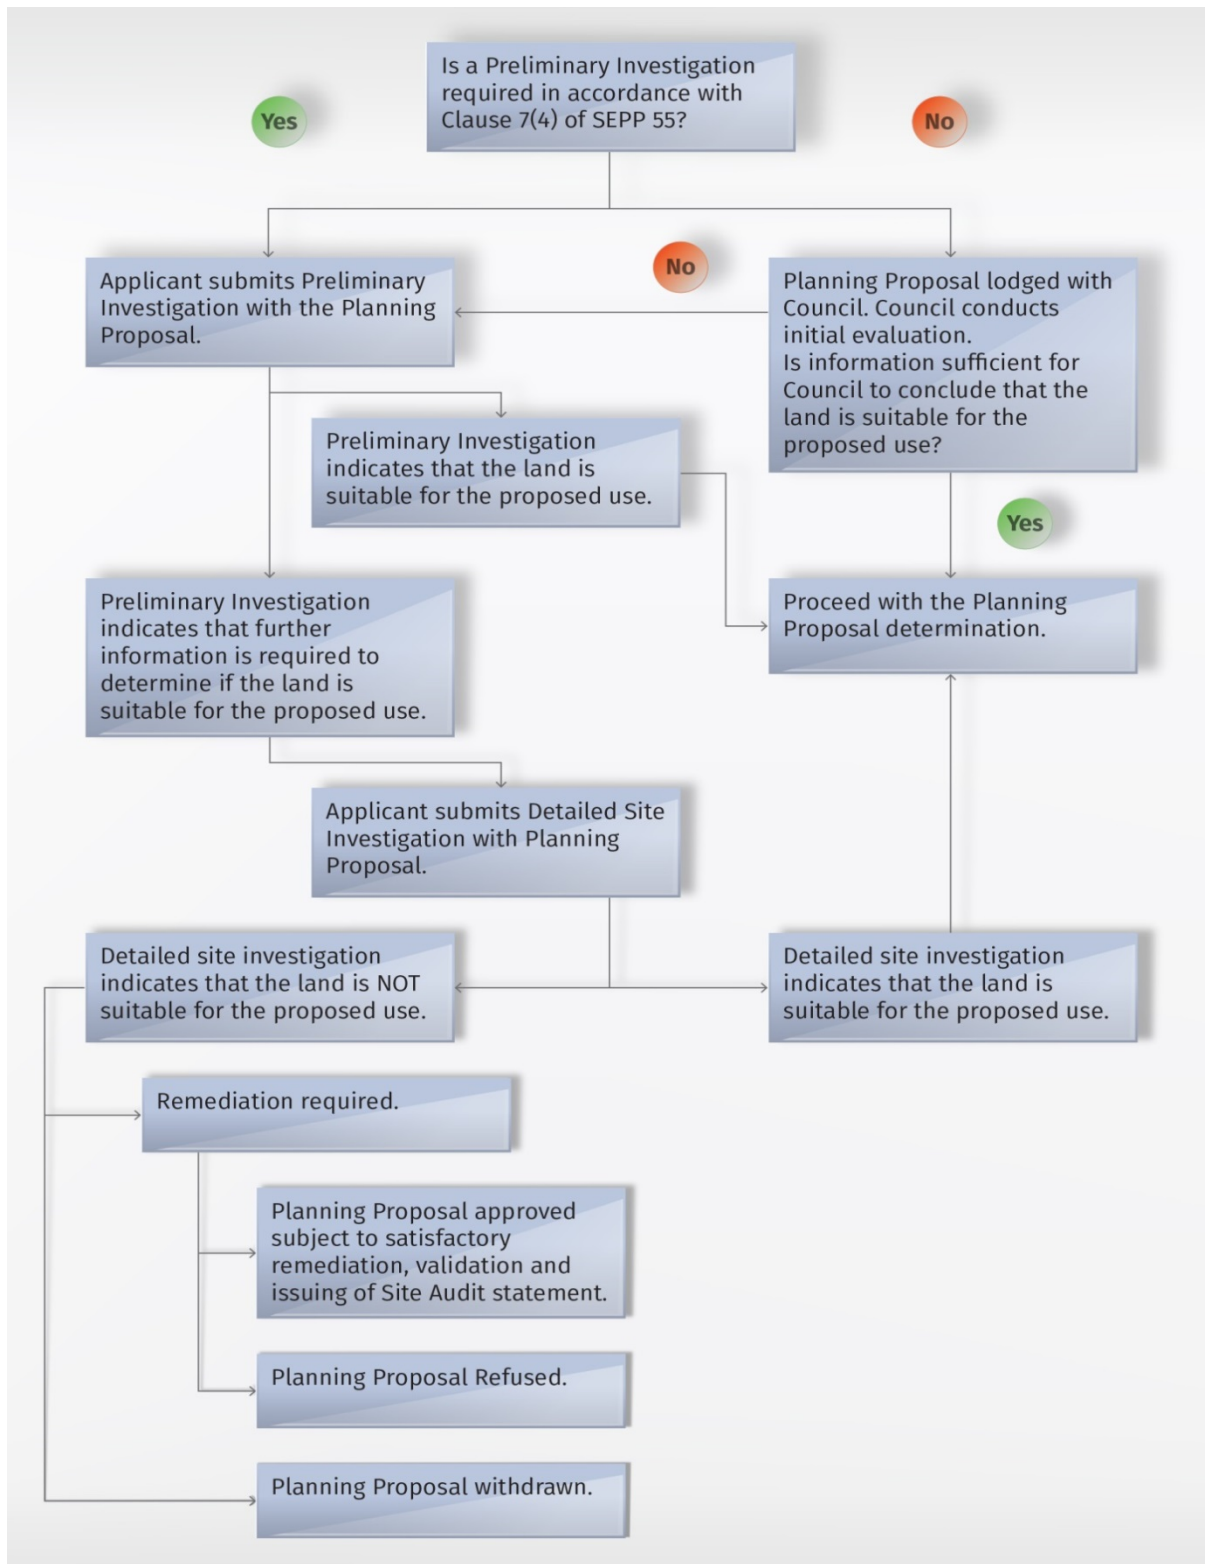 Is a Preliminary Investigation
required in accordance with
Clause 7(4) of SEPP 55?
Yes
No
Applicant submits Preliminary
Investigation with the Planning
Proposal.
No
Planning Proposal lodged with
Council. Council conducts
initial evaluation.
Is information sufficient for
Council to conclude that the
land is suitable for the
proposed use?
Preliminary Investigation
indicates that the land is
suitable for the proposed use.
Yes
Preliminary Investigation
indicates that further
information is required to
determine if the land is
suitable for the proposed use.
Proceed with the Planning
Proposal determination.
Applicant submits Detailed Site
Investigation with Planning
Proposal.
Detailed site investigation
indicates that the land is NOT
suitable for the proposed use.
Detailed site investigation
indicates that the land is
suitable for the proposed use.
Remediation required.
Planning Proposal approved
subject to satisfactory
remediation, validation and
issuing of Site Audit statement.
Planning Proposal Refused.
Planning Proposal withdrawn.